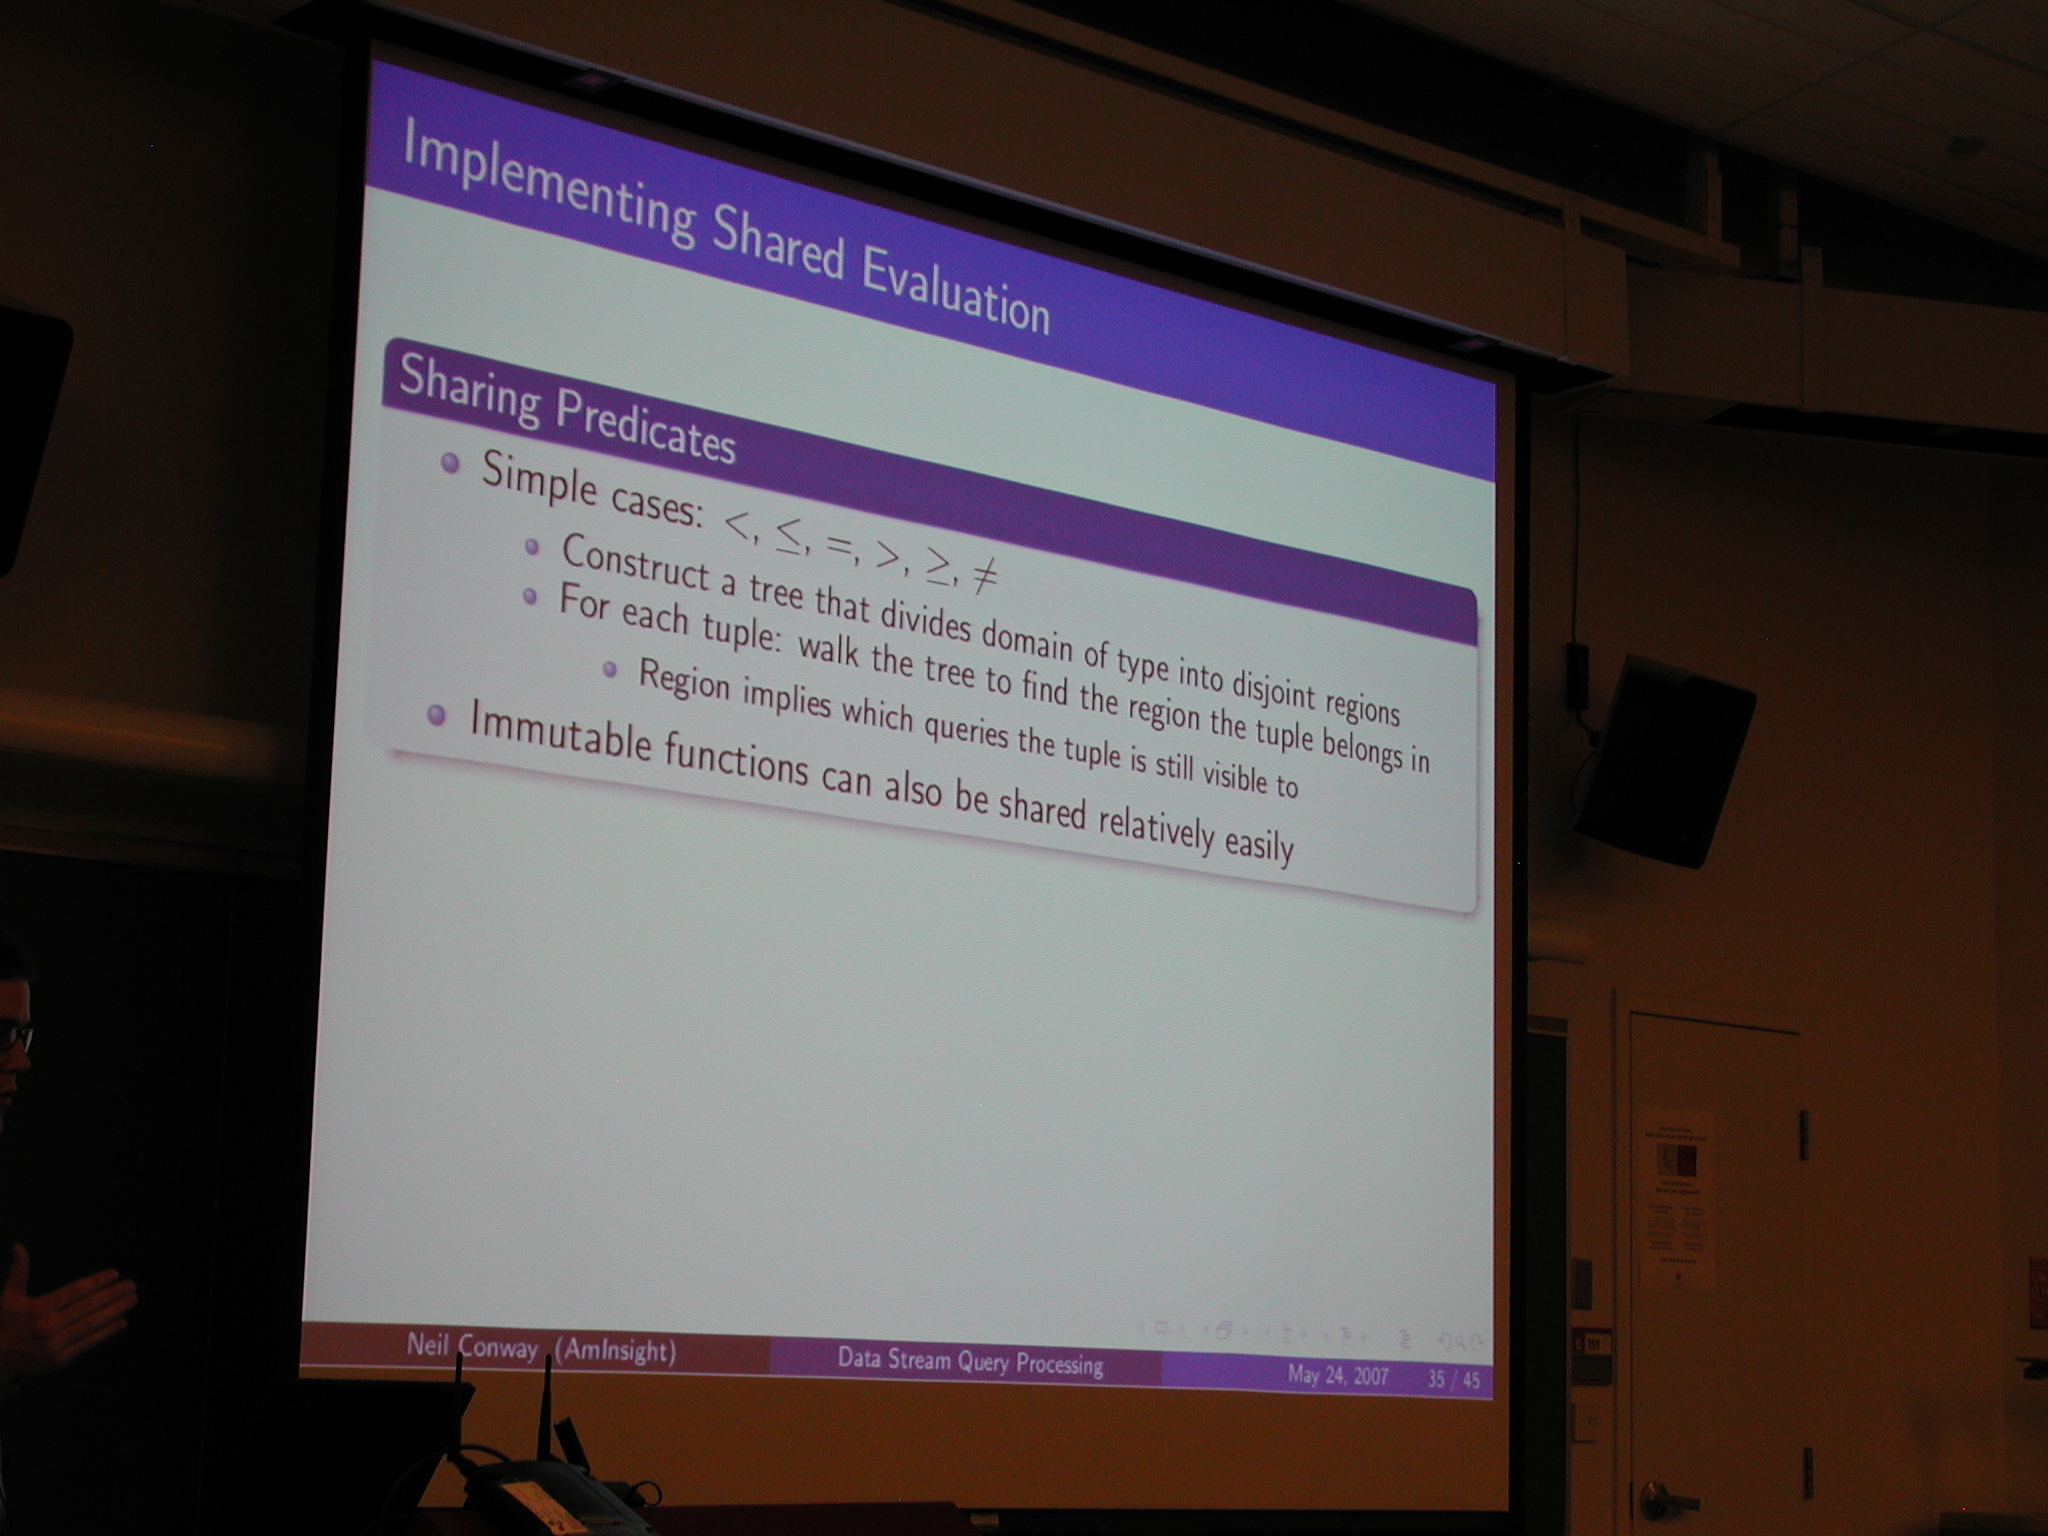 Implementing Shared Evaluation
Sharing Predicates
Simple cases: <, ≤, =, >, ≥, ≠
Construct a tree that divides domain of type into disjoint regions
For each tuple: walk the tree to find the region the tuple belongs in
Region implies which queries the tuple is still visible to
Immutable functions can also be shared relatively easily
Neil Conway (AmInsight)
Data Stream Query Processing
May 24, 2007
35 / 45